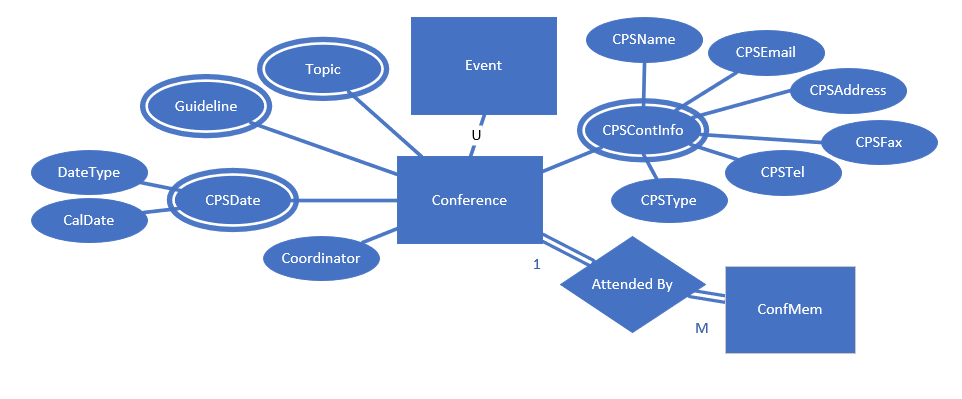 CPSName
CPSEmail
Event
Topic
CPSAddress
Guideline
CPSContInfo
U
CPSFax
DateType
CPSTel
CPSDate
Conference
CPSType
CalDate
Coordinator
1
Attended By
ConfMem
M